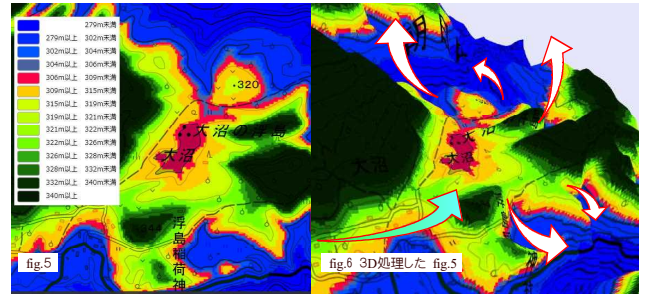 279m未満
279m以上 302m未満
302m以上 304m未満
304m以上 306m未満
306m以上 309m未満
309m以上 315m未満
315m以上 319m未満
319m以上 321m未満
321m以上 322m未満
322m以上 326m未満
326m以上 328m未満
328m以上 332m未満
332m以上 340m未満
340m以上
・320
大沼の浮島
大沼
浮島稲荷神
fig.5
大沼
大沼
fig.6 3D処理した fig.5